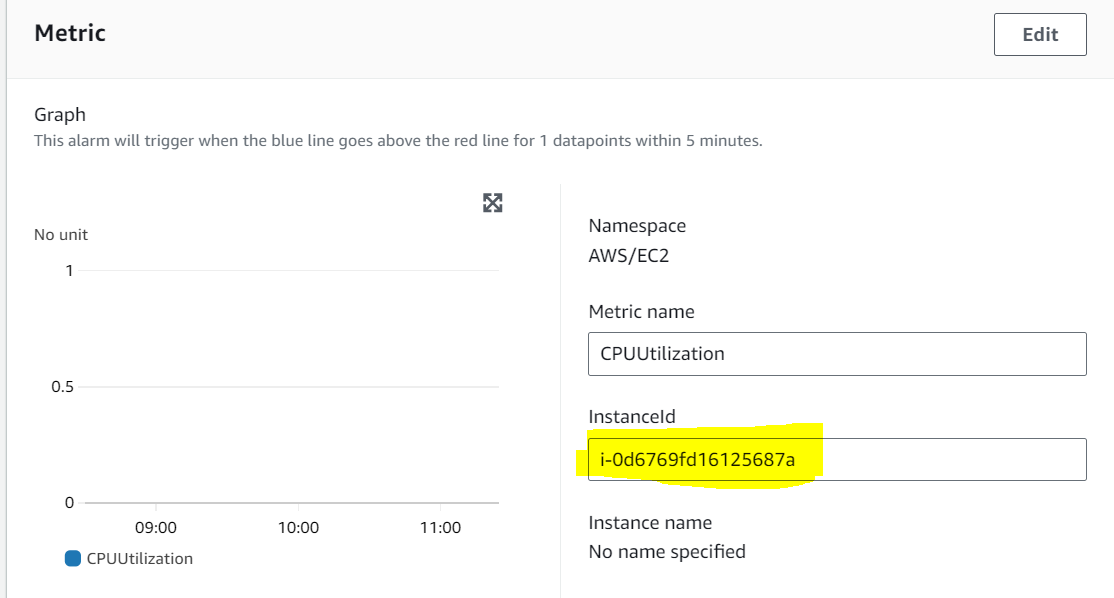 Metric
Edit
Graph
This alarm will trigger when the blue line goes above the red line for 1 datapoints within 5 minutes.
No unit
1
0.5
0
09:00
10:00
11:00
CPUUtilization
Namespace
AWS/EC2
Metric name
CPUUtilization
InstanceId
i-0d6769fd16125687a
Instance name
No name specified